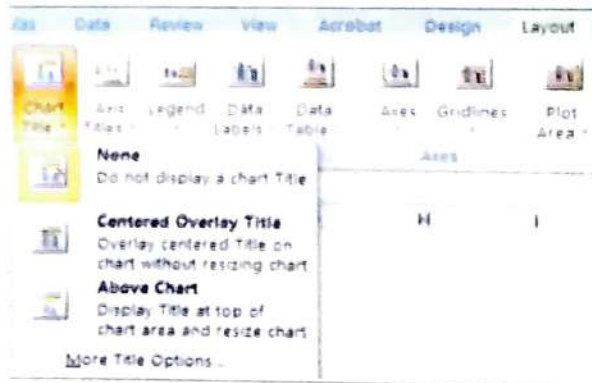 las Data Review View Acrobat Design Layout
Chart Title Axis Titles Legend Data Labels Data Table Axes Gridlines Plot Area
Axes
None
Do not display a chart Title
Centered Overlay Title
Overlay centered Title on
chart without resizing chart
Above Chart
Display Title at top of
chart area and resize chart
More Title Options...
H I